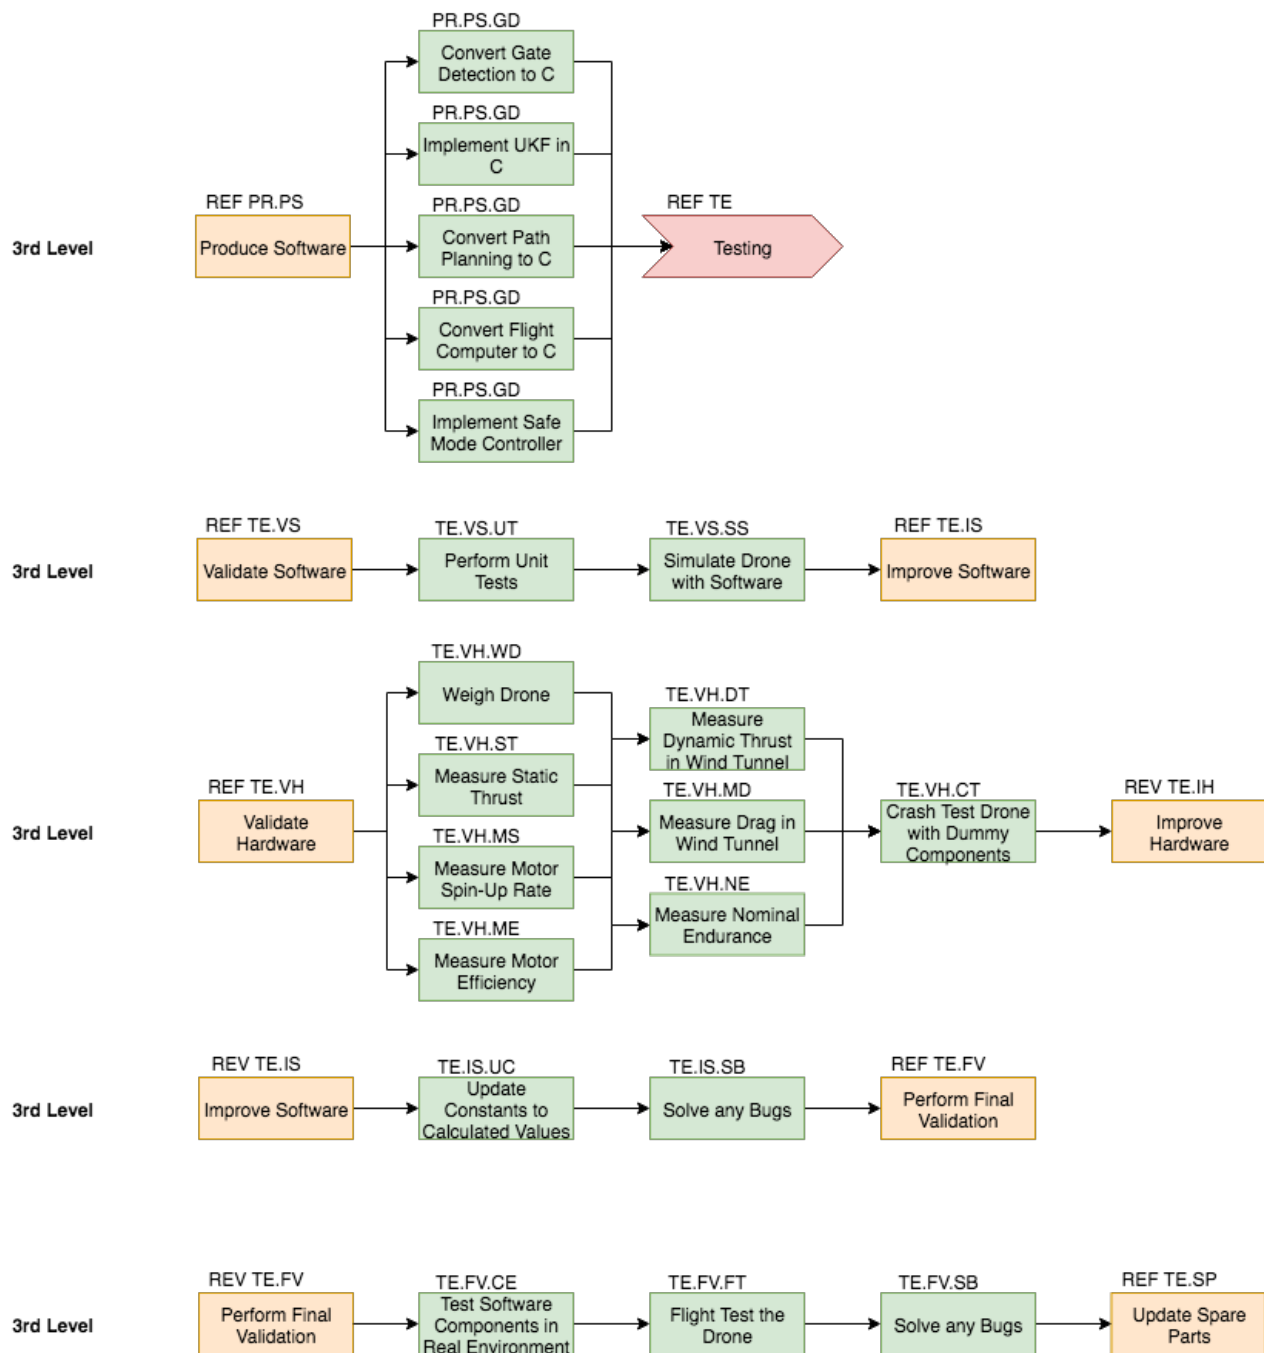 PR.PS.GD
Convert Gate
Detection to C
PR.PS.GD
Implement UKF in
C
REF PR.PS
PR.PS.GD
REF TE
3rd Level
Produce Software
Convert Path
Planning to C
Testing
PR.PS.GD
Convert Flight
Computer to C
PR.PS.GD
Implement Safe
Mode Controller
REF TE.VS
TE.VS.UT
TE.VS.SS
REF TE.IS
3rd Level
Validate Software
Perform Unit
Tests
Simulate Drone
with Software
Improve Software
TE.VH.WD
Weigh Drone
TE.VH.ST
Measure Static
Thrust
TE.VH.DT
Measure
Dynamic Thrust
in Wind Tunnel
REF TE.VH
3rd Level
Validate
Hardware
TE.VH.MS
Measure Motor
Spin-Up Rate
TE.VH.MD
Measure Drag in
Wind Tunnel
TE.VH.CT
Crash Test Drone
with Dummy
Components
REV TE.IH
Improve
Hardware
TE.VH.ME
Measure Motor
Efficiency
TE.VH.NE
Measure Nominal
Endurance
REV TE.IS
TE.IS.UC
TE.IS.SB
REF TE.FV
3rd Level
Improve Software
Update
Constants to
Calculated Values
Solve any Bugs
Perform Final
Validation
REV TE.FV
TE.FV.CE
TE.FV.FT
TE.FV.SB
REF TE.SP
3rd Level
Perform Final
Validation
Test Software
Components in
Real Environment
Flight Test the
Drone
Solve any Bugs
Update Spare
Parts